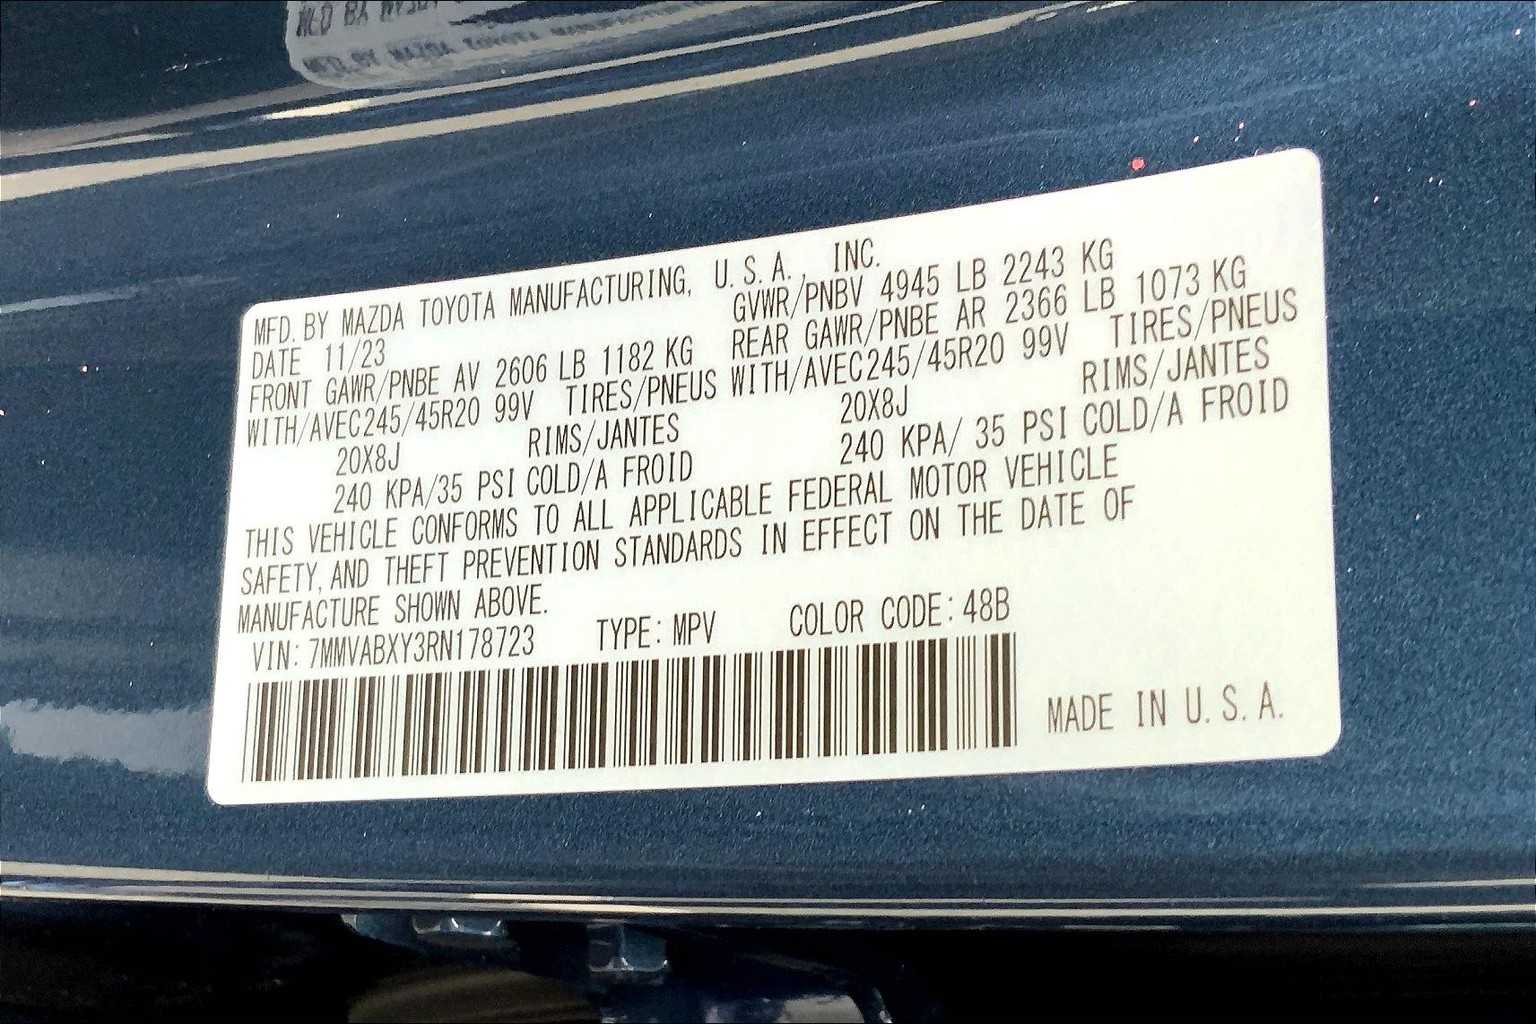 MFD. BY MAZDA TOYOTA MANUFACTURING, U.S.A., INC.
DATE 11/23 GVWR/PNBV 4945 LB 2243 KG
FRONT GAWR/PNBE AV 2606 LB 1182 KG REAR GAWR/PNBE AR 2366 LB 1073 KG
WITH/AVEC245/45R20 99V TIRES/PNEUS WITH/AVEC245/45R20 99V TIRES/PNEUS
20X8J RIMS/JANTES 20X8J RIMS/JANTES
240 KPA/35 PSI COLD/A FROID 240 KPA/ 35 PSI COLD/A FROID
THIS VEHICLE CONFORMS TO ALL APPLICABLE FEDERAL MOTOR VEHICLE
SAFETY, AND THEFT PREVENTION STANDARDS IN EFFECT ON THE DATE OF
MANUFACTURE SHOWN ABOVE.
VIN: 7MMVABXY3RN178723 TYPE: MPV COLOR CODE: 48B
MADE IN U.S.A.